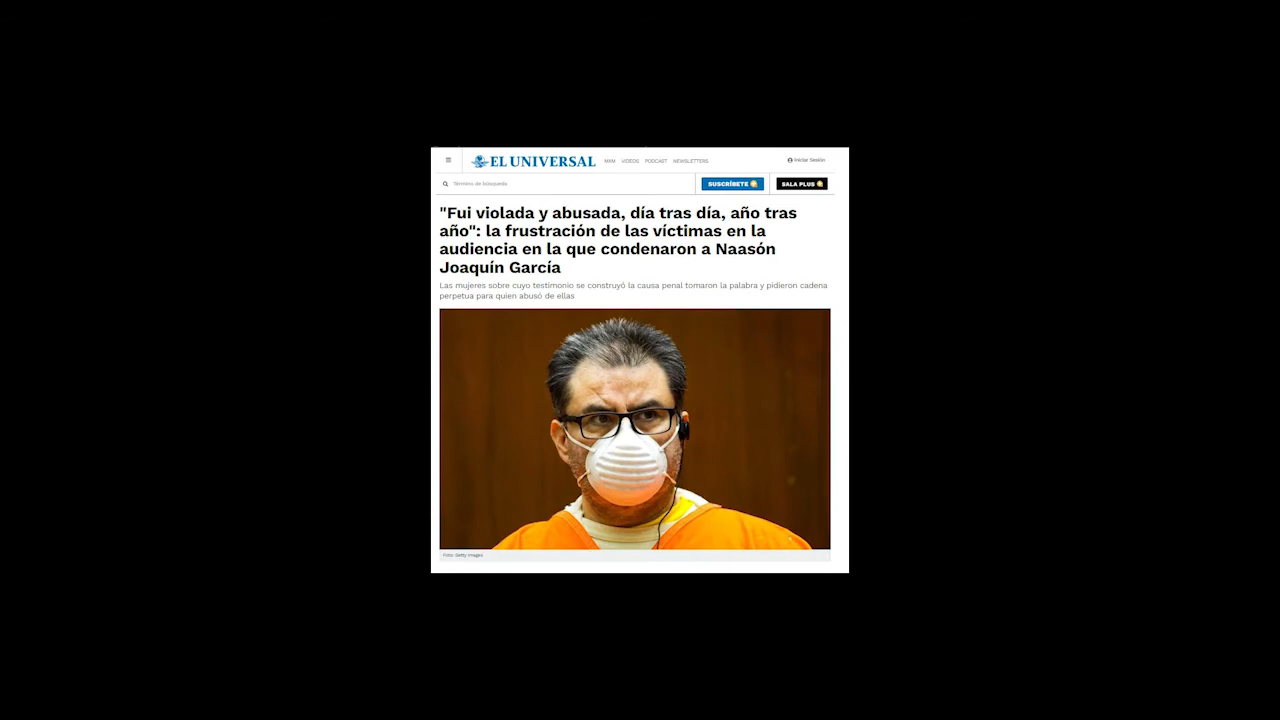 EL UNIVERSAL MXM VIDEOS PODCAST NEWSLETTERS Iniciar Sesión
Término de búsqueda SUSCRÍBETE SALA PLUS
"Fui violada y abusada, día tras día, año tras
año": la frustración de las víctimas en la
audiencia en la que condenaron a Naasón
Joaquín García
Las mujeres sobre cuyo testimonio se construyó la causa penal tomaron la palabra y pidieron cadena
perpetua para quien abusó de ellas
Foto: Getty Images